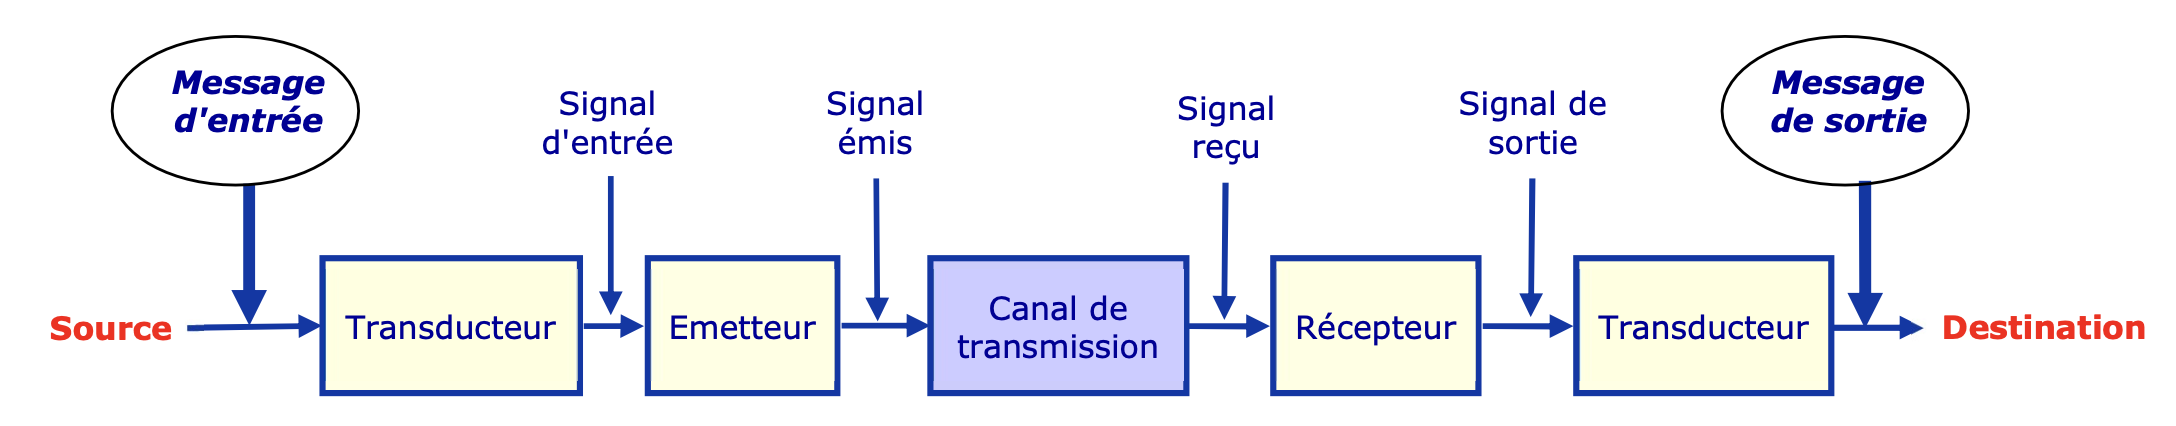 Message
d'entrée
Signal
d'entrée
Signal
émis
Signal
reçu
Signal de
sortie
Message
de sortie
Source
Transducteur
Emetteur
Canal de
transmission
Récepteur
Transducteur
Destination